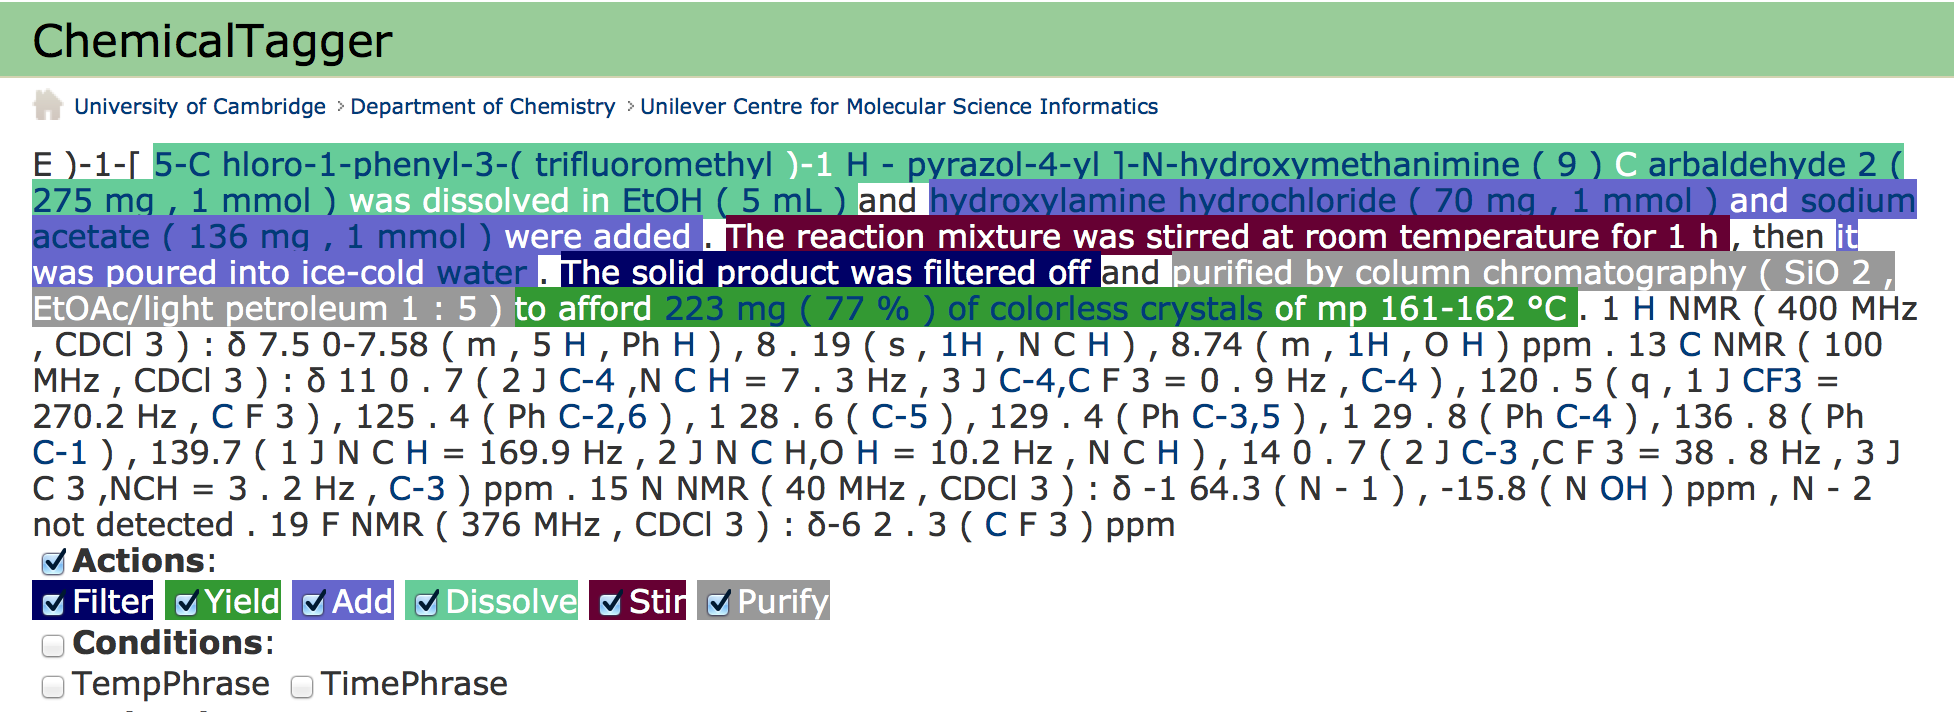 ChemicalTagger
University of Cambridge > Department of Chemistry > Unilever Centre for Molecular Science Informatics
E )-1-[ 5-C hloro-1-phenyl-3-( trifluoromethyl )-1 H - pyrazol-4-yl ]-N-hydroxymethanimine ( 9 ) C arbaldehyde 2 (
275 mg , 1 mmol ) was dissolved in EtOH ( 5 mL ) and hydroxylamine hydrochloride ( 70 mg , 1 mmol ) and sodium
acetate ( 136 mg , 1 mmol ) were added . The reaction mixture was stirred at room temperature for 1 h , then it
was poured into ice-cold water . The solid product was filtered off and purified by column chromatography ( SiO 2 ,
EtOAc/light petroleum 1 : 5 ) to afford 223 mg ( 77 % ) of colorless crystals of mp 161-162 °C . 1 H NMR ( 400 MHz
, CDCl 3 ) : δ 7.5 0-7.58 ( m , 5 H , Ph H ) , 8 . 19 ( s , 1H , N C H ) , 8.74 ( m , 1H , O H ) ppm . 13 C NMR ( 100
MHz , CDCl 3 ) : δ 11 0 . 7 ( 2 J C-4 ,N C H = 7 . 3 Hz , 3 J C-4,C F 3 = 0 . 9 Hz , C-4 ) , 120 . 5 ( q , 1 J CF3 =
270.2 Hz , C F 3 ) , 125 . 4 ( Ph C-2,6 ) , 1 28 . 6 ( C-5 ) , 129 . 4 ( Ph C-3,5 ) , 1 29 . 8 ( Ph C-4 ) , 136 . 8 ( Ph
C-1 ) , 139.7 ( 1 J N C H = 169.9 Hz , 2 J N C H,O H = 10.2 Hz , N C H ) , 14 0 . 7 ( 2 J C-3 ,C F 3 = 38 . 8 Hz , 3 J
C 3 ,NCH = 3 . 2 Hz , C-3 ) ppm . 15 N NMR ( 40 MHz , CDCl 3 ) : δ -1 64.3 ( N - 1 ) , -15.8 ( N OH ) ppm , N - 2
not detected . 19 F NMR ( 376 MHz , CDCl 3 ) : δ-6 2 . 3 ( C F 3 ) ppm
Actions:
Filter Yield Add Dissolve Stir Purify
Conditions:
TempPhrase TimePhrase